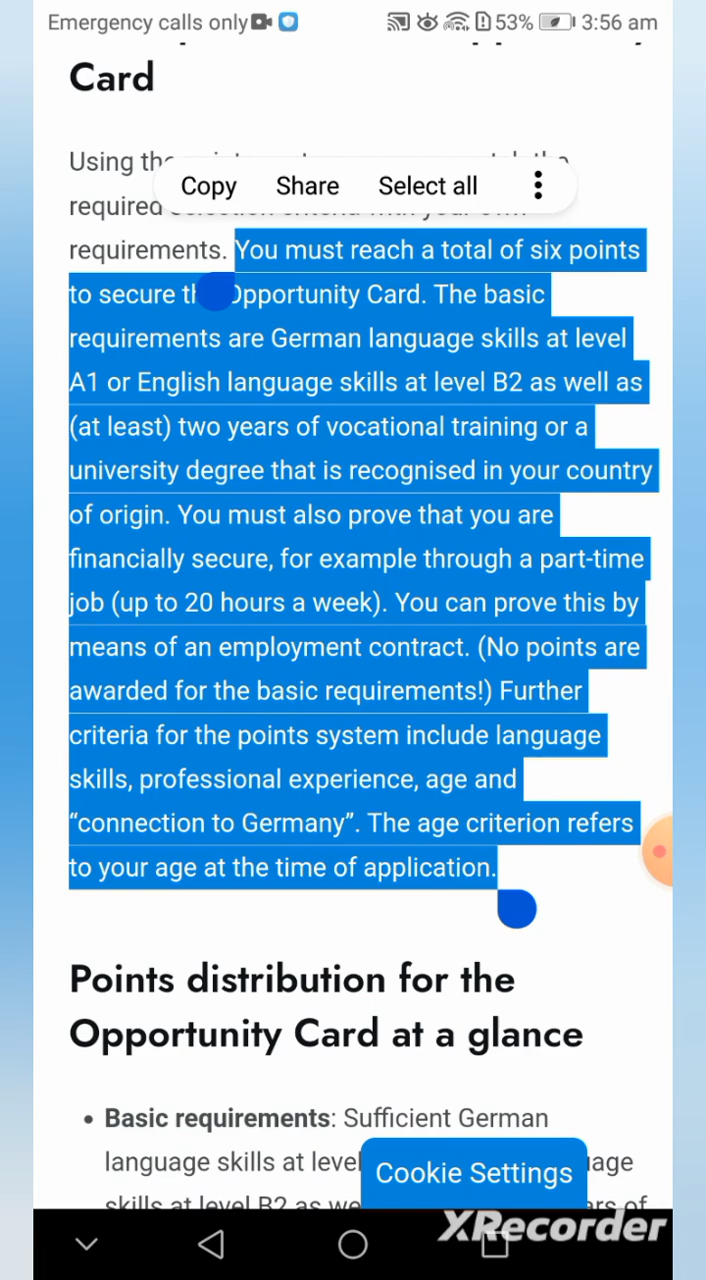 Emergency calls only 53% 3:56 am
Card
Using the
Copy Share Select all
required
requirements. You must reach a total of six points
to secure Opportunity Card. The basic
requirements are German language skills at level
A1 or English language skills at level B2 as well as
(at least) two years of vocational training or a
university degree that is recognised in your country
of origin. You must also prove that you are
financially secure, for example through a part-time
job (up to 20 hours a week). You can prove this by
means of an employment contract. (No points are
awarded for the basic requirements!) Further
criteria for the points system include language
skills, professional experience, age and
“connection to Germany”. The age criterion refers
to your age at the time of application.
Points distribution for the
Opportunity Card at a glance
• Basic requirements: Sufficient German
language skills at level
Cookie Settings
skills at level B2 as
XRecorder